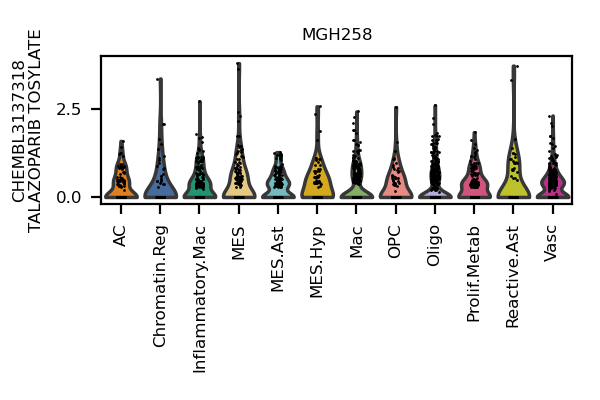 MGH258
CHEMBL3137318
TALAZOPARIB TOSYLATE
2.5
0.0
AC
Chromatin.Reg
Inflammatory.Mac
MES
MES.Ast
MES.Hyp
Mac
OPC
Oligo
Prolif.Metab
Reactive.Ast
Vasc